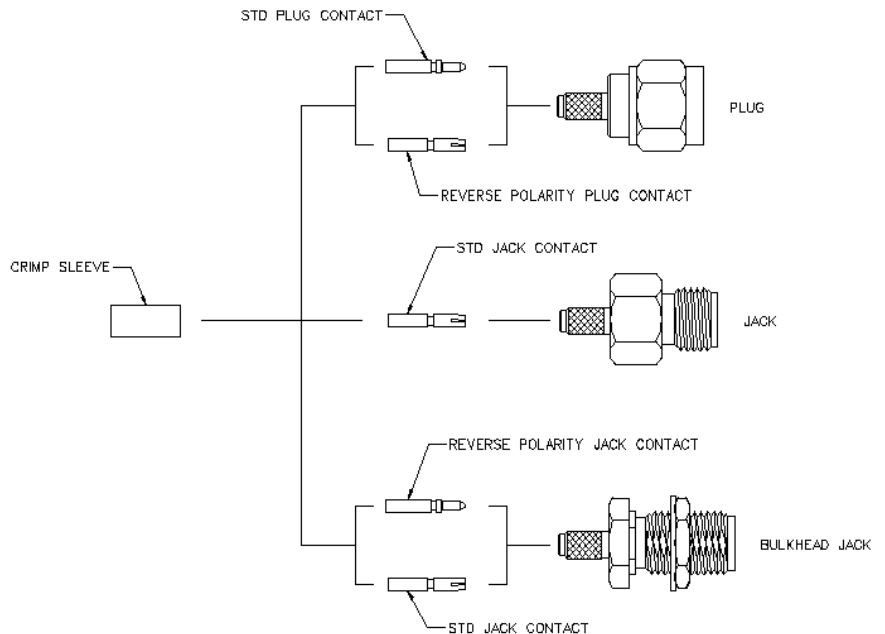 STD PLUG CONTACT
PLUG
REVERSE POLARITY PLUG CONTACT
STD JACK CONTACT
CRIMP SLEEVE
JACK
REVERSE POLARITY JACK CONTACT
BULKHEAD JACK
STD JACK CONTACT